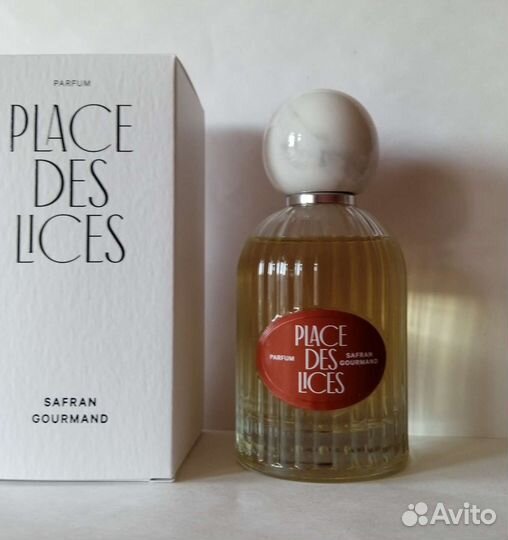 PARFUM
PLACE
DES
LICES
SAFRAN
GOURMAND
PLACE
PARFUM DES SAFRAN GOURMAND
LICES
Avito